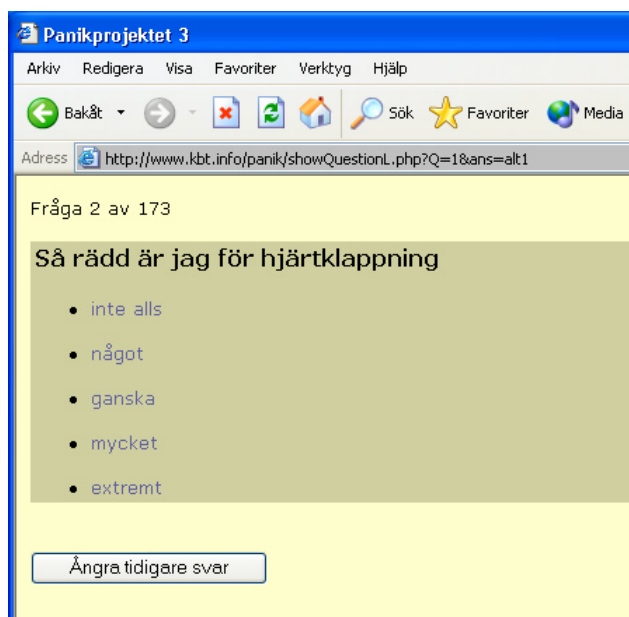 Panikprojektet 3
Arkiv Redigera Visa Favoriter Verktyg Hjälp
Bakåt Sök Favoriter Media
Adress http://www.kbt.info/panik/showQuestionL.php?Q=1&ans=alt1
Fråga 2 av 173
Så rädd är jag för hjärtklappning
• inte alls
• något
• ganska
• mycket
• extremt
Ångra tidigare svar